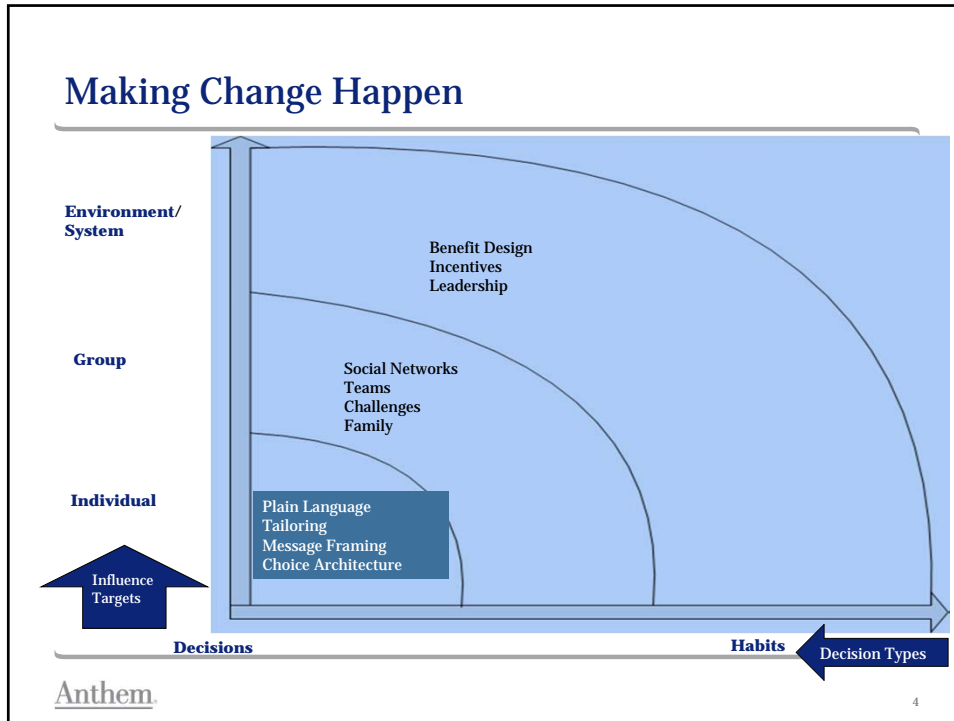 Making Change Happen
Environment/
System
Benefit Design
Incentives
Leadership
Group
Social Networks
Teams
Challenges
Family
Individual
Plain Language
Tailoring
Message Framing
Choice Architecture
Influence
Targets
Decisions
Habits
Decision Types
Anthem®
4